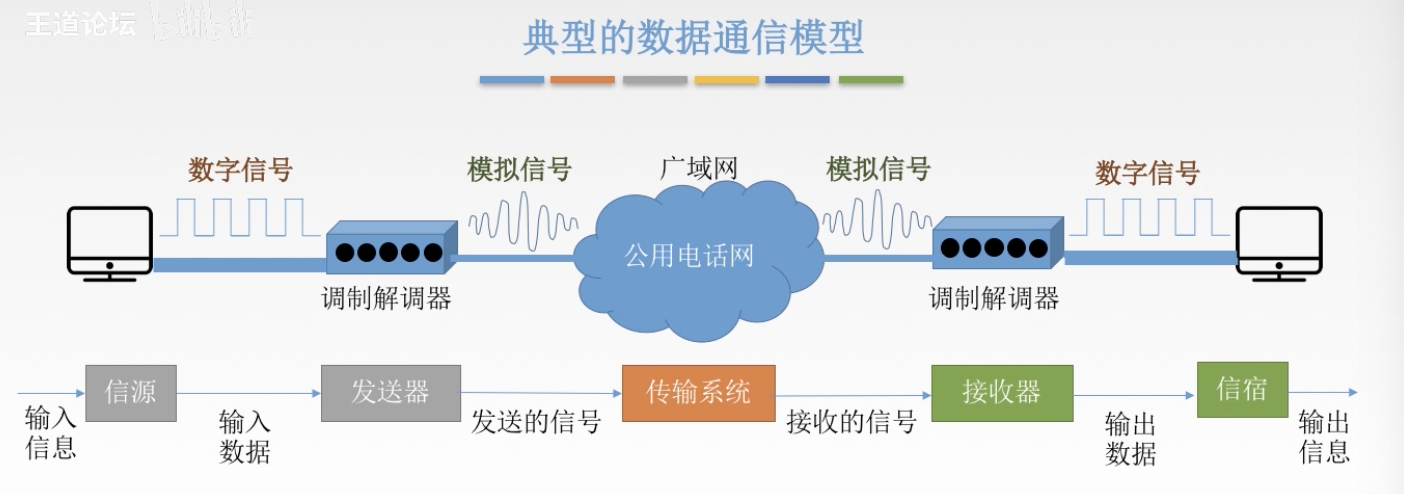 王道论坛 bilibili
典型的数据通信模型
数字信号
模拟信号
广域网
模拟信号
数字信号
公用电话网
调制解调器
调制解调器
信源
发送器
传输系统
接收器
信宿
输入
信息
输入
数据
发送的信号
接收的信号
输出
数据
输出
信息